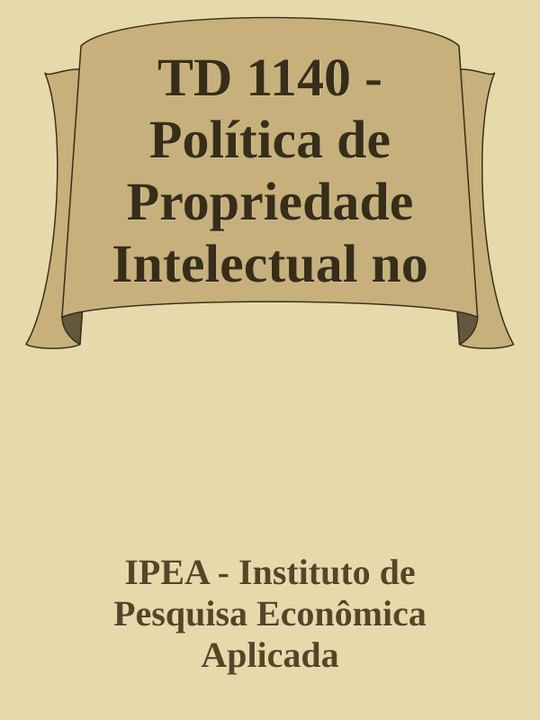 TD 1140 -
Política de
Propriedade
Intelectual no
IPEA - Instituto de
Pesquisa Econômica
Aplicada